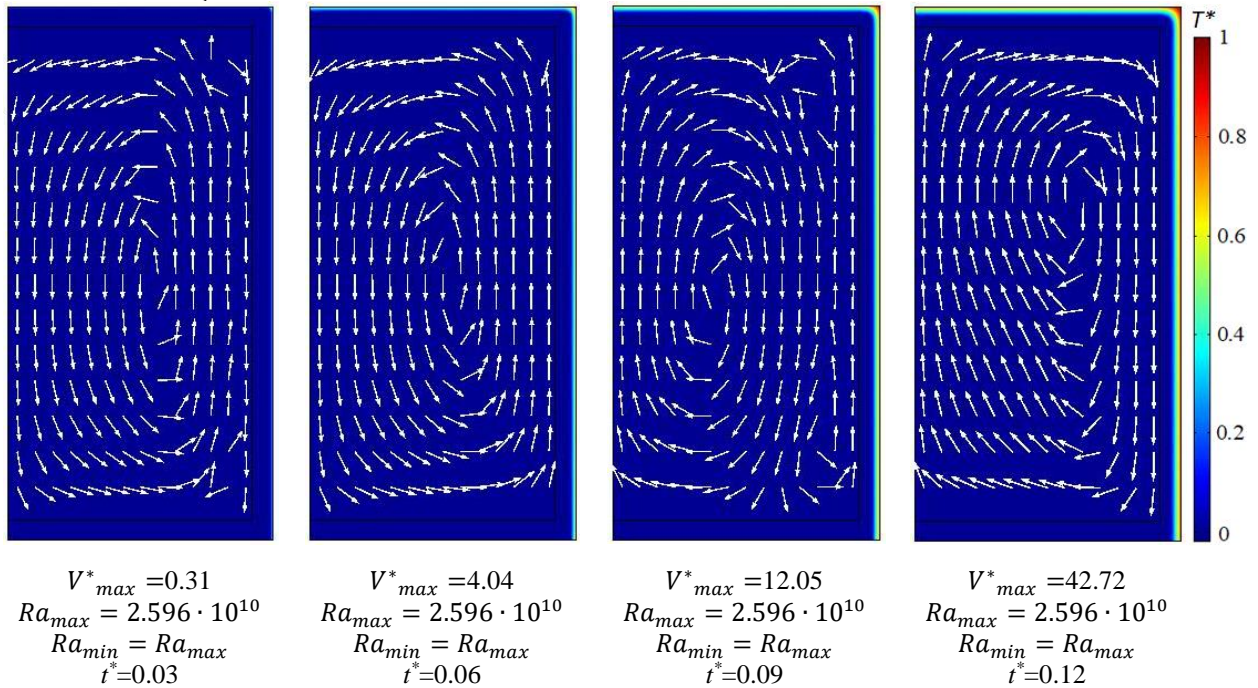 T*
1
0.8
0.6
0.4
0.2
0
V*max =0.31
Ramax = 2.596 · 10^10
Ramin = Ramax
t*=0.03
V*max =4.04
Ramax = 2.596 · 10^10
Ramin = Ramax
t*=0.06
V*max =12.05
Ramax = 2.596 · 10^10
Ramin = Ramax
t*=0.09
V*max =42.72
Ramax = 2.596 · 10^10
Ramin = Ramax
t*=0.12